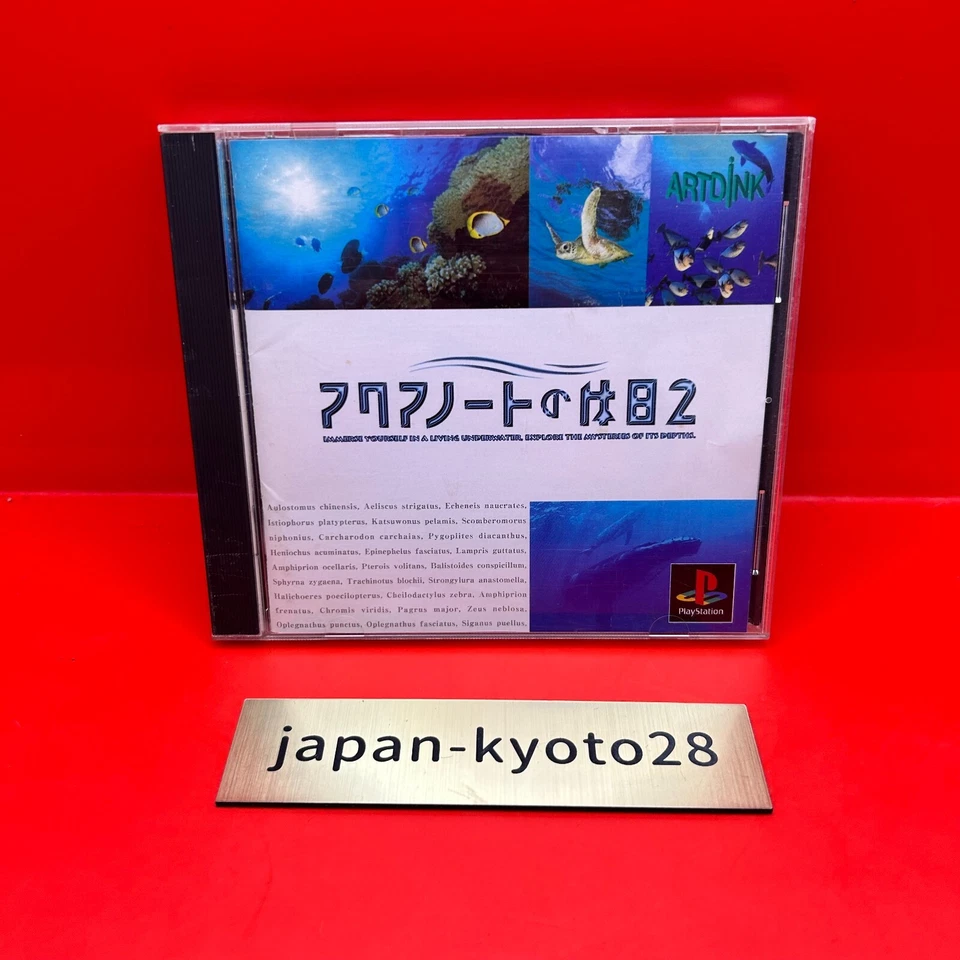 ARTDINK
アクアノートの休日2
IMMERSE YOURSELF IN A LIVING UNDERWATER, EXPLORE THE MYSTERIES OF ITS DEPTHS.
Aulostomus chinensis, Aeliscus strigatus, Echeneis naucrates,
Istiophorus platypterus, Katsuwonus pelamis, Scomberomorus
niphonius, Carcharodon carchaias, Pygoplites diacanthus,
Heniochus acuminatus, Epinephelus fasciatus, Lampris guttatus,
Amphiprion ocellaris, Pterois volitans, Balistoides conspicillum,
Sphyrna zygaena, Trachinotus blochii, Strongylura anastomella,
Halichoeres poecilopterus, Cheilodactylus zebra, Amphiprion
frenatus, Chromis viridis, Pagrus major, Zeus neblosa,
Oplegnathus punctus, Oplegnathus fasciatus, Siganus puellus,
PlayStation
japan-kyoto28